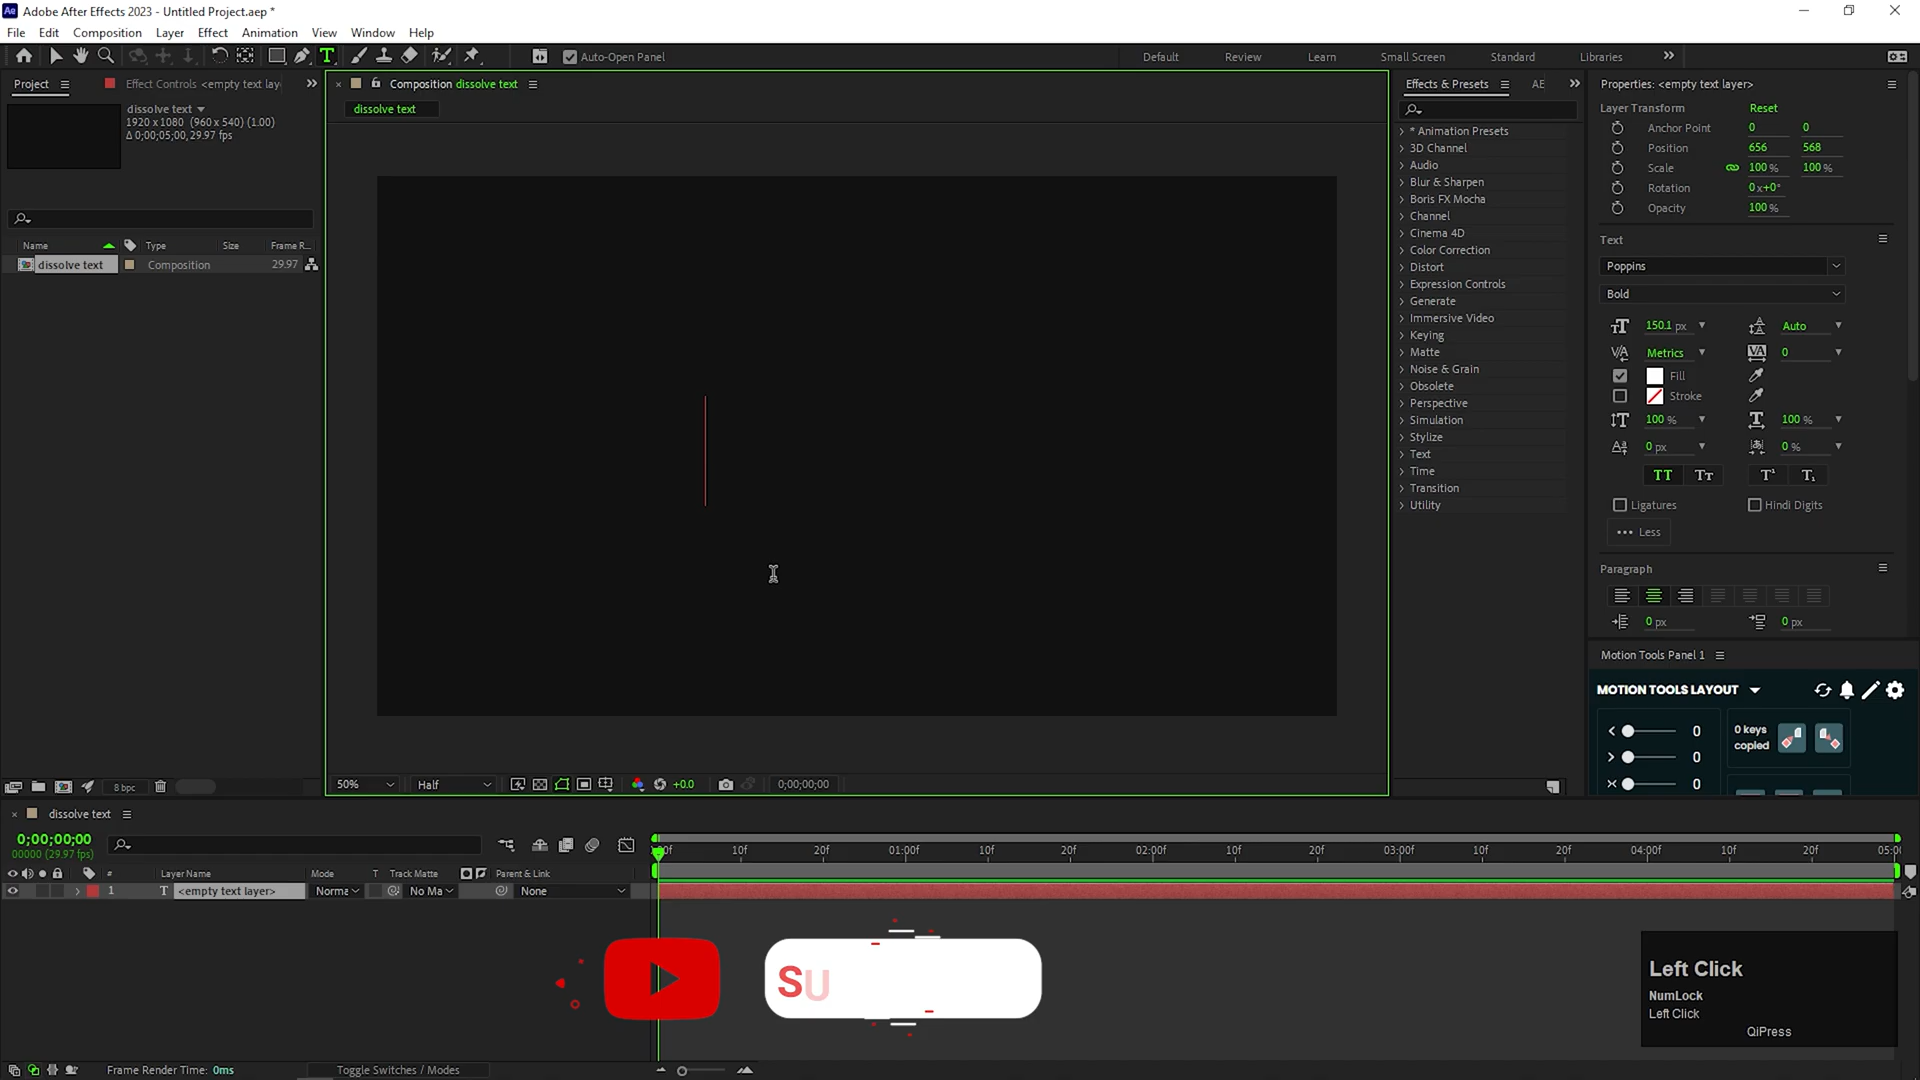 Adobe After Effects 2023 - Untitled Project.aep *
File Edit Composition Layer Effect Animation View Window Help
Auto-Open Panel
Default Review Learn Small Screen Standard Libraries
Project
Effect Controls <empty text lay
Composition dissolve text
Effects & Presets
AE
Properties: <empty text layer>
dissolve text
1920 x 1080 (960 x 540) (1.00)
Δ 0;00;05;00, 29.97 fps
dissolve text
Name Type Size Frame R...
dissolve text Composition 29.97
* Animation Presets
3D Channel
Audio
Blur & Sharpen
Boris FX Mocha
Channel
Cinema 4D
Color Correction
Distort
Expression Controls
Generate
Immersive Video
Keying
Matte
Noise & Grain
Obsolete
Perspective
Simulation
Stylize
Text
Time
Transition
Utility
Layer Transform Reset
Anchor Point 0 0
Position 656 568
Scale 100 % 100 %
Rotation 0x+0°
Opacity 100 %
Text
Poppins
Bold
150.1 px Auto
Metrics 0
Fill
Stroke
100 % 100 %
0 px 0 %
TT Tт T¹ T₁
Ligatures Hindi Digits
Less
Paragraph
0 px 0 px
Motion Tools Panel 1
MOTION TOOLS LAYOUT
0 keys
copied
< 0
> 0
0
8 bpc
50% Half +0.0 0;00;00;00
dissolve text
0;00;00;00
00000 (29.97 fps)
10f 20f 01:00f 10f 20f 02:00f 10f 20f 03:00f 10f 20f 04:00f 10f 20f
# Layer Name Mode T Track Matte Parent & Link
1 T <empty text layer> Norma No Ma None
SU
Left Click
NumLock
Left Click
QiPress
Frame Render Time: 0ms
Toggle Switches / Modes